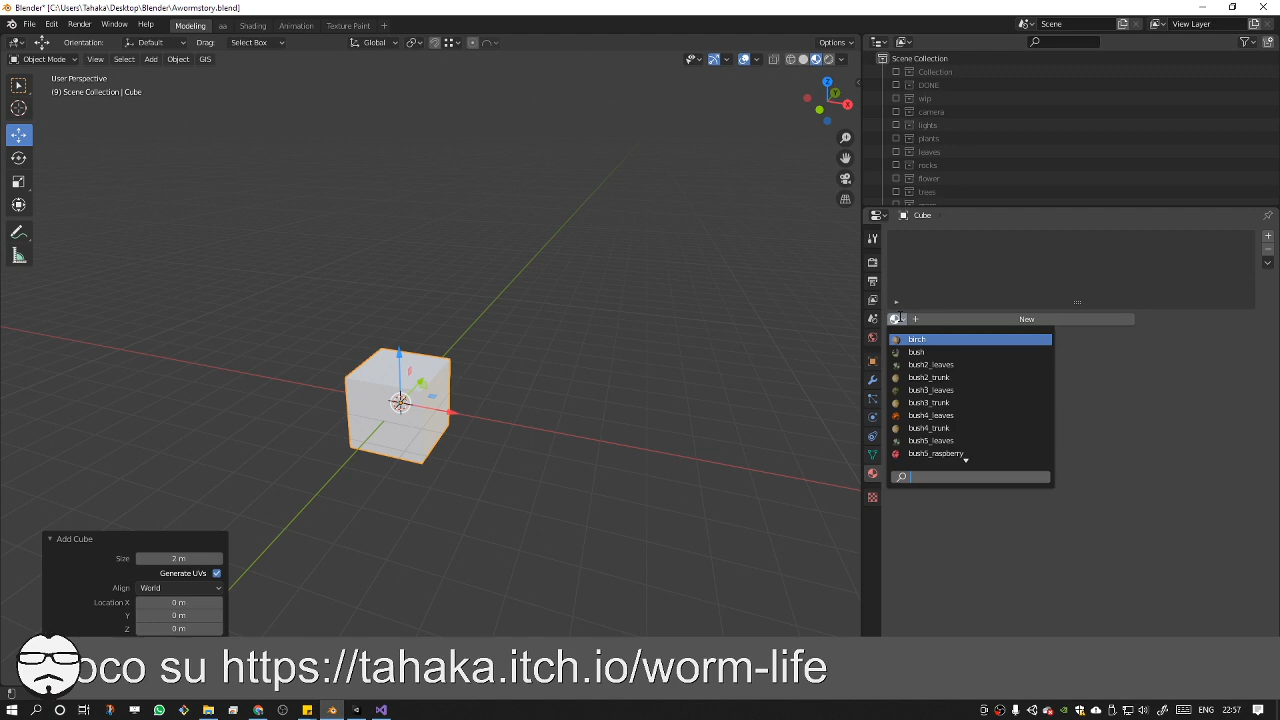 Blender* [C:\Users\Tahaka\Desktop\Blender\Awormstory.blend]
File Edit Render Window Help Modeling aa Shading Animation Texture Paint Scene View Layer
Orientation: Default Drag: Select Box Global Options
Object Mode View Select Add Object GIS
User Perspective
(9) Scene Collection | Cube
Z
Y
X
Scene Collection
Collection
DONE
wip
camera
lights
plants
leaves
rocks
flower
trees
Cube
New
birch
bush
bush2_leaves
bush2_trunk
bush3_leaves
bush3_trunk
bush4_leaves
bush4_trunk
bush5_leaves
bush5_raspberry
Add Cube
Size 2 m
Generate UVs
Align World
Location X 0 m
Y 0 m
Z 0 m
oco su https://tahaka.itch.io/worm-life
ENG 22:57